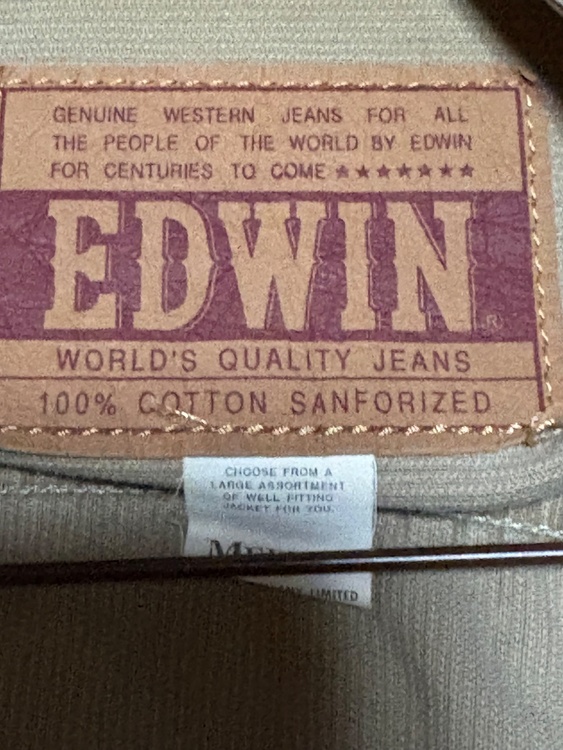 GENUINE WESTERN JEANS FOR ALL
THE PEOPLE OF THE WORLD BY EDWIN
FOR CENTURIES TO COME ★★★★★★★
EDWIN®
WORLD'S QUALITY JEANS
100% COTTON SANFORIZED
CHOOSE FROM A
LARGE ASSORTMENT
OF WELL FITTING
JACKET FOR YOU.
LIMITED